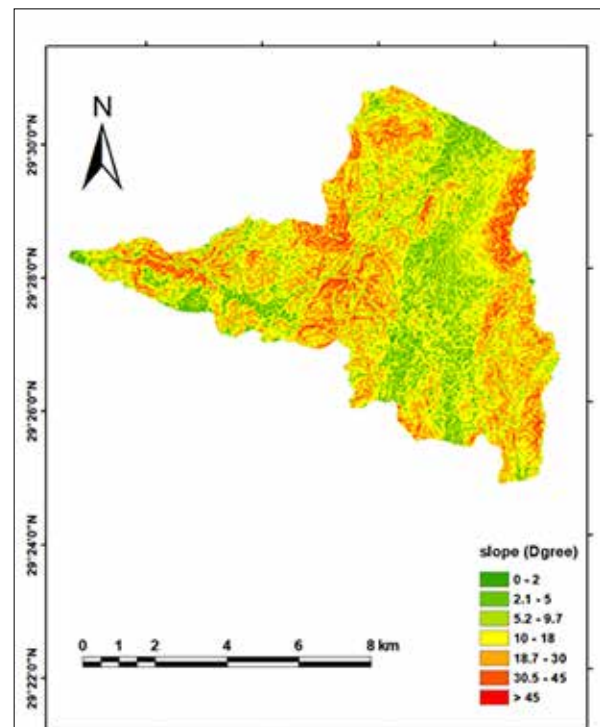 N
29°30'0"N
29°28'0"N
29°26'0"N
29°24'0"N
29°22'0"N
slope (Dgree)
0 - 2
2.1 - 5
5.2 - 9.7
10 - 18
18.7 - 30
30.5 - 45
> 45
0 1 2 4 6 8 km